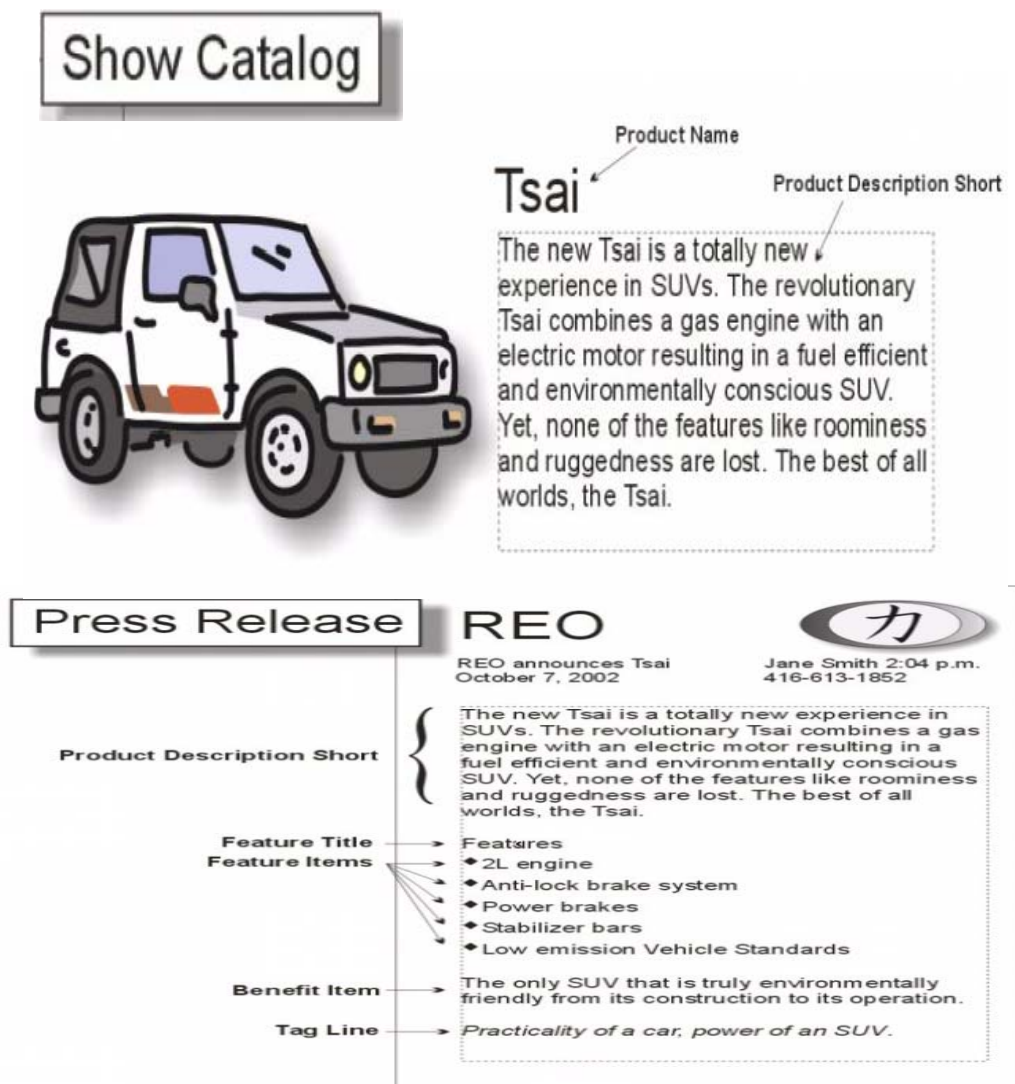 Show Catalog
Product Name
Tsai
Product Description Short
The new Tsai is a totally new
experience in SUVs. The revolutionary
Tsai combines a gas engine with an
electric motor resulting in a fuel efficient
and environmentally conscious SUV.
Yet, none of the features like roominess
and ruggedness are lost. The best of all
worlds, the Tsai.
Press Release
REO
力
REO announces Tsai
October 7, 2002
Jane Smith 2:04 p.m.
416-613-1852
Product Description Short
The new Tsai is a totally new experience in
SUVs. The revolutionary Tsai combines a gas
engine with an electric motor resulting in a
fuel efficient and environmentally conscious
SUV. Yet, none of the features like roominess
and ruggedness are lost. The best of all
worlds, the Tsai.
Feature Title
Features
Feature Items
2L engine
Anti-lock brake system
Power brakes
Stabilizer bars
Low emission Vehicle Standards
Benefit Item
The only SUV that is truly environmentally
friendly from its construction to its operation.
Tag Line
Practicality of a car, power of an SUV.